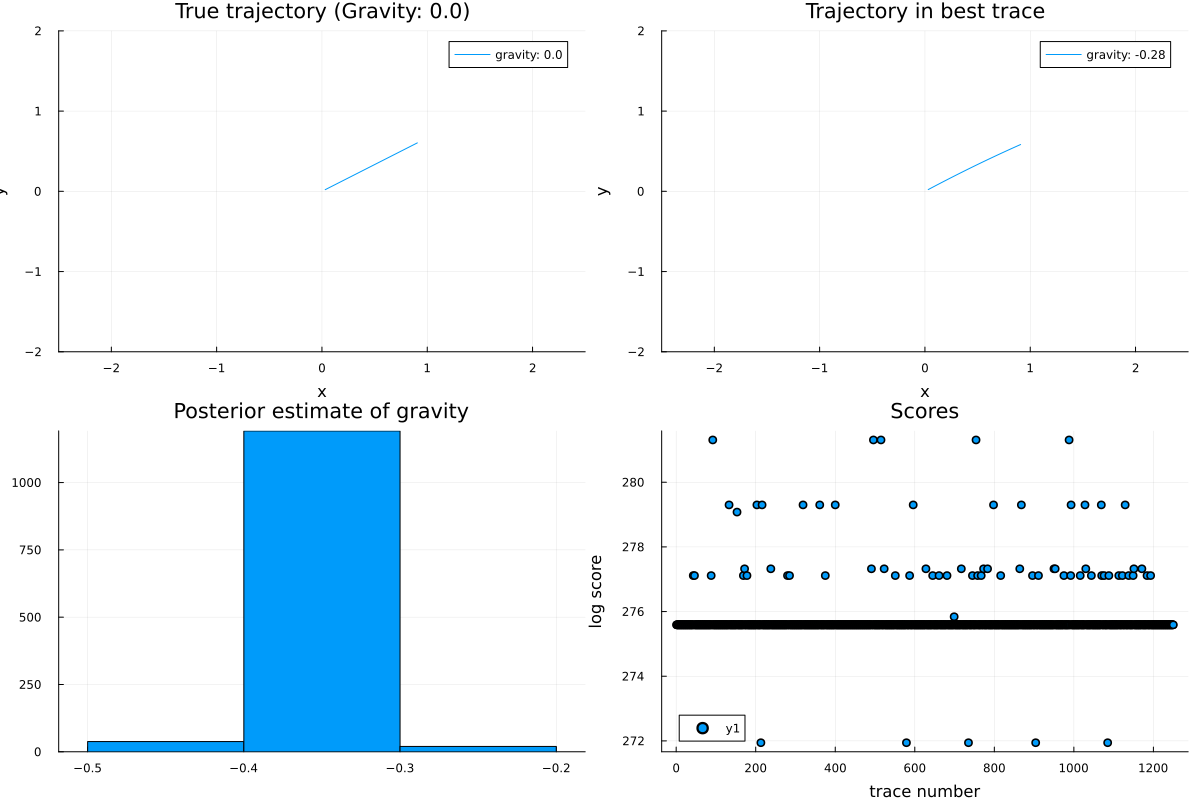 True trajectory (Gravity: 0.0)
gravity: 0.0
2
1
0
−1
−2
y
−2 −1 0 1 2
x
Trajectory in best trace
gravity: -0.28
2
1
0
−1
−2
y
−2 −1 0 1 2
x
Posterior estimate of gravity
1000
750
500
250
0
−0.5 −0.4 −0.3 −0.2
Scores
280
278
276
274
272
log score
y1
0 200 400 600 800 1000 1200
trace number